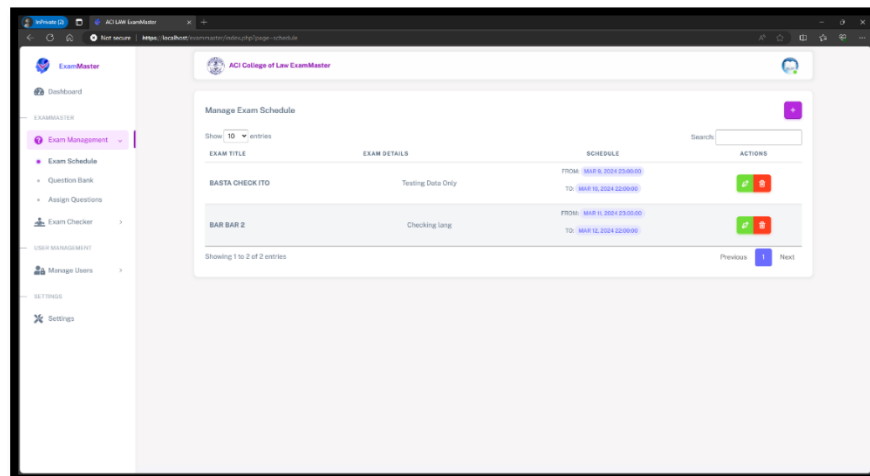 InPrivate (2)
ACI LAW ExamMaster
Not secure
https://localhost/exammaster/index.php?page=schedule
ExamMaster
Dashboard
EXAMMASTER
Exam Management
Exam Schedule
Question Bank
Assign Questions
Exam Checker
USER MANAGEMENT
Manage Users
SETTINGS
Settings
ACI College of Law ExamMaster
Manage Exam Schedule
+
Show 10 entries
Search:
EXAM TITLE EXAM DETAILS SCHEDULE ACTIONS
FROM: MAR 9, 2024 23:00:00
BASTA CHECK ITO Testing Data Only
TO: MAR 10, 2024 22:00:00
FROM: MAR 11, 2024 23:00:00
BAR BAR 2 Checking lang
TO: MAR 12, 2024 22:00:00
Showing 1 to 2 of 2 entries
Previous 1 Next